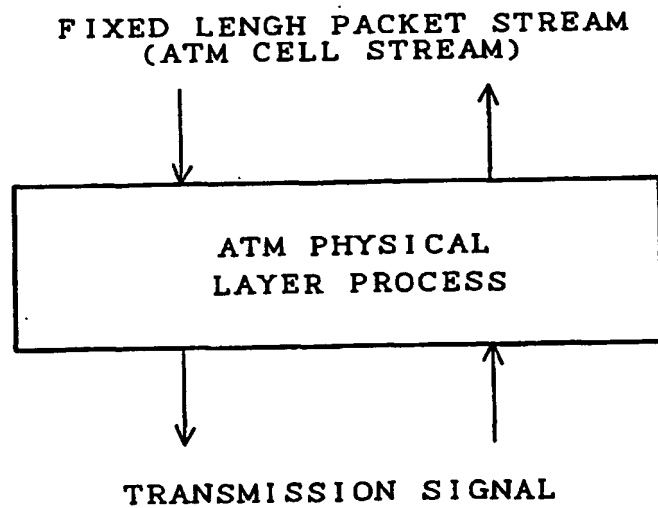 FIXED LENGH PACKET STREAM
(ATM CELL STREAM)
ATM PHYSICAL
LAYER PROCESS
TRANSMISSION SIGNAL